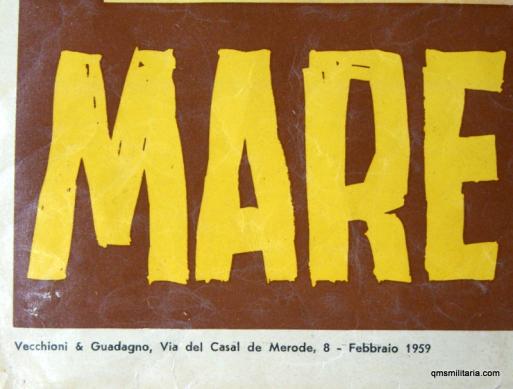 MARE
Vecchioni & Guadagno, Via del Casal de Merode, 8 - Febbraio 1959
qmsmilitaria.com